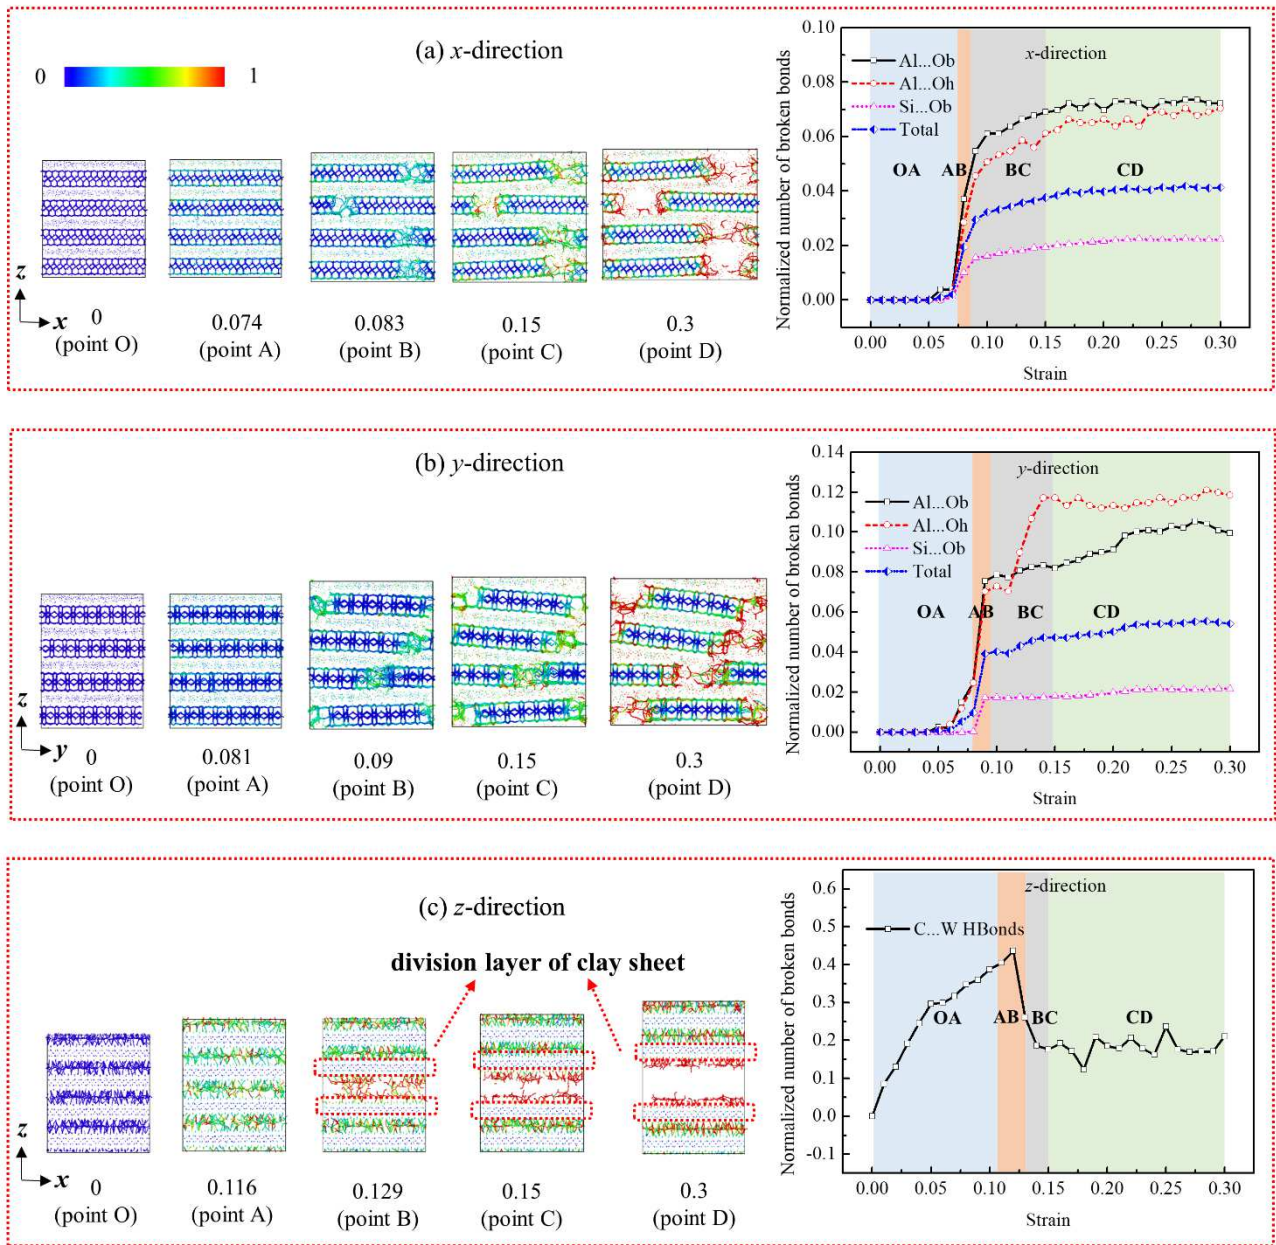 (a) x-direction
0 1
z
x
0
(point O)
0.074
(point A)
0.083
(point B)
0.15
(point C)
0.3
(point D)
Normalized number of broken bonds
0.10
0.08
0.06
0.04
0.02
0.00
x-direction
Al...Ob
Al...Oh
Si...Ob
Total
OA AB BC CD
0.00 0.05 0.10 0.15 0.20 0.25 0.30
Strain
(b) y-direction
z
y
0
(point O)
0.081
(point A)
0.09
(point B)
0.15
(point C)
0.3
(point D)
Normalized number of broken bonds
0.14
0.12
0.10
0.08
0.06
0.04
0.02
0.00
y-direction
Al...Ob
Al...Oh
Si...Ob
Total
OA AB BC CD
0.00 0.05 0.10 0.15 0.20 0.25 0.30
Strain
(c) z-direction
division layer of clay sheet
z
x
0
(point O)
0.116
(point A)
0.129
(point B)
0.15
(point C)
0.3
(point D)
Normalized number of broken bonds
0.6
0.5
0.4
0.3
0.2
0.1
0.0
-0.1
z-direction
C...W HBonds
OA AB BC CD
0.00 0.05 0.10 0.15 0.20 0.25 0.30
Strain